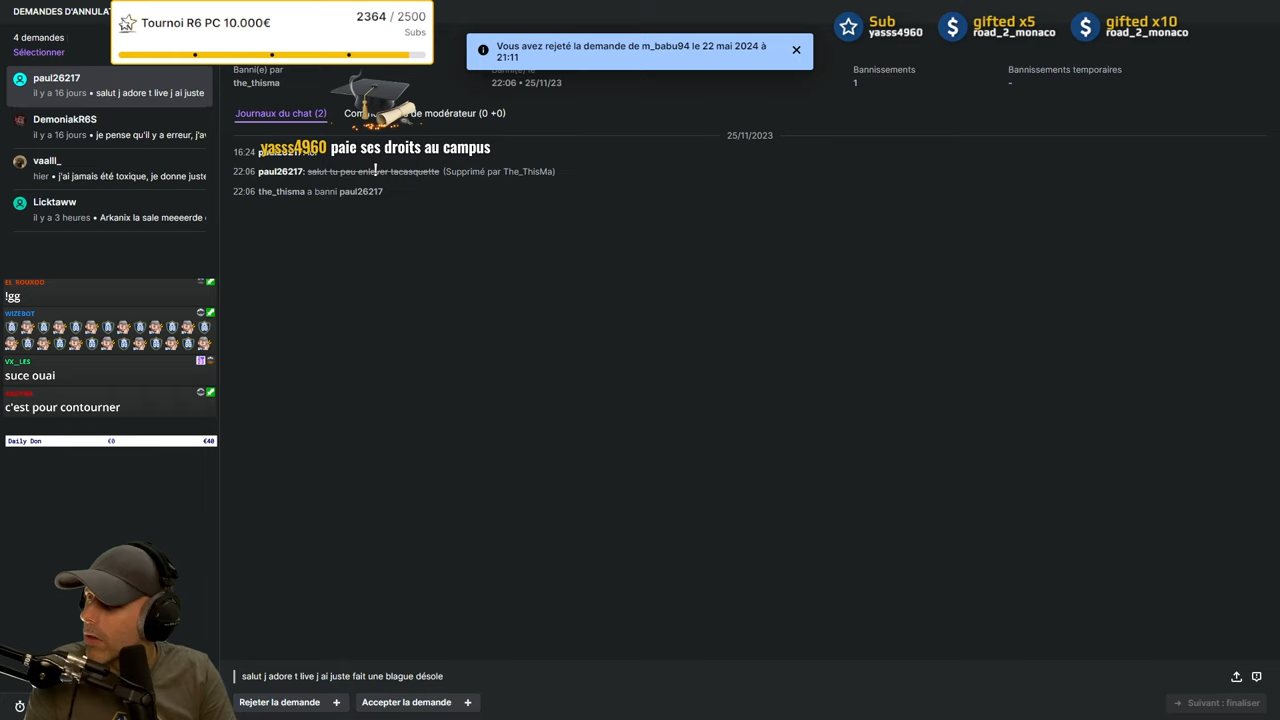 DEMANDES D'ANNULAT
4 demandes
Sélectionner
Tournoi R6 PC 10.000€
2364 / 2500
Subs
Vous avez rejeté la demande de m_babu94 le 22 mai 2024 à
21:11
Sub
yasss4960
gifted x5
road_2_monaco
gifted x10
road_2_monaco
paul26217
il y a 16 jours • salut j adore t live j ai juste
DemoniakR6S
il y a 16 jours • je pense qu'il y a erreur, j'av
vaalll_
hier • j'ai jamais été toxique, je donne juste
Licktaww
il y a 3 heures • Arkanix la sale meeeerde
Banni(e) par
the_thisma
Banni(e) le
22:06 • 25/11/23
Bannissements
1
Bannissements temporaires
-
Journaux du chat (2)
de modérateur (0 +0)
25/11/2023
yasss4960 paie ses droits au campus
!
16:24
22:06 paul26217: salut tu peu enlever tacasquette (Supprimé par The_ThisMa)
22:06 the_thisma a banni paul26217
EL_ROUXOO
!gg
WIZEBOT
VX_LES
suce ouai
c'est pour contourner
Daily Don €0 €40
salut j adore t live j ai juste fait une blague désole
Rejeter la demande +
Accepter la demande +
→ Suivant : finaliser